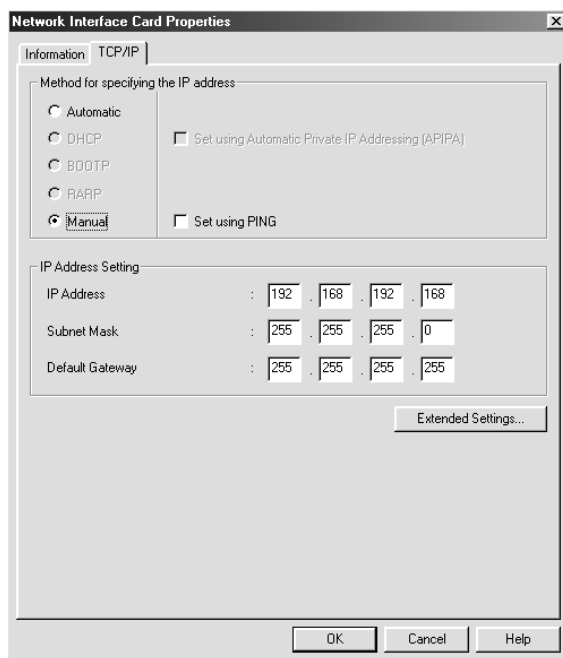 Network Interface Card Properties
Information TCP/IP
Method for specifying the IP address
Automatic
DHCP Set using Automatic Private IP Addressing (APIPA)
BOOTP
RARP
Manual Set using PING
IP Address Setting
IP Address : 192 . 168 . 192 . 168
Subnet Mask : 255 . 255 . 255 . 0
Default Gateway : 255 . 255 . 255 . 255
Extended Settings...
OK Cancel Help